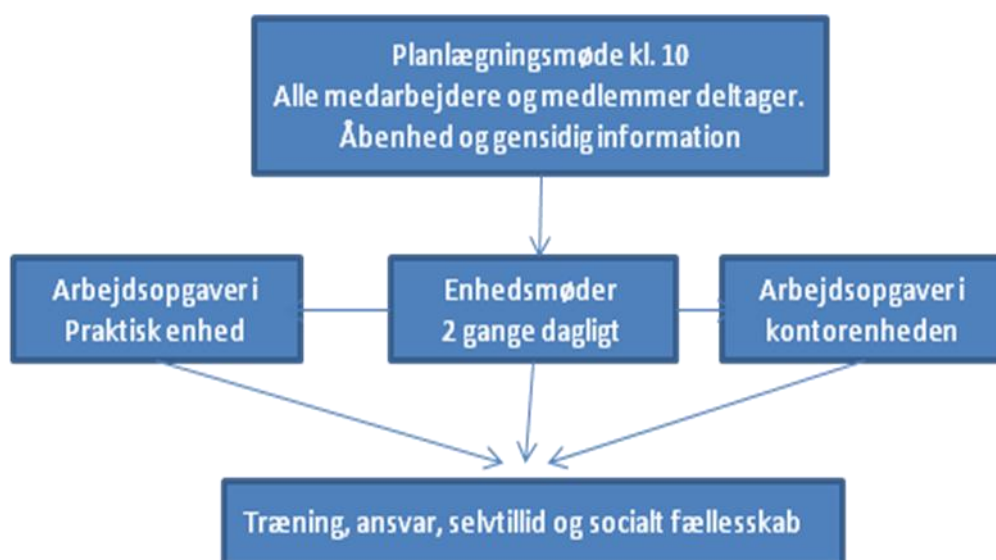 Planlægningsmøde kl. 10
Alle medarbejdere og medlemmer deltager.
Åbenhed og gensidig information
Arbejdsopgaver i
Praktisk enhed
Enhedsmøder
2 gange dagligt
Arbejdsopgaver i
kontorenheden
Træning, ansvar, selvtillid og socialt fællesskab